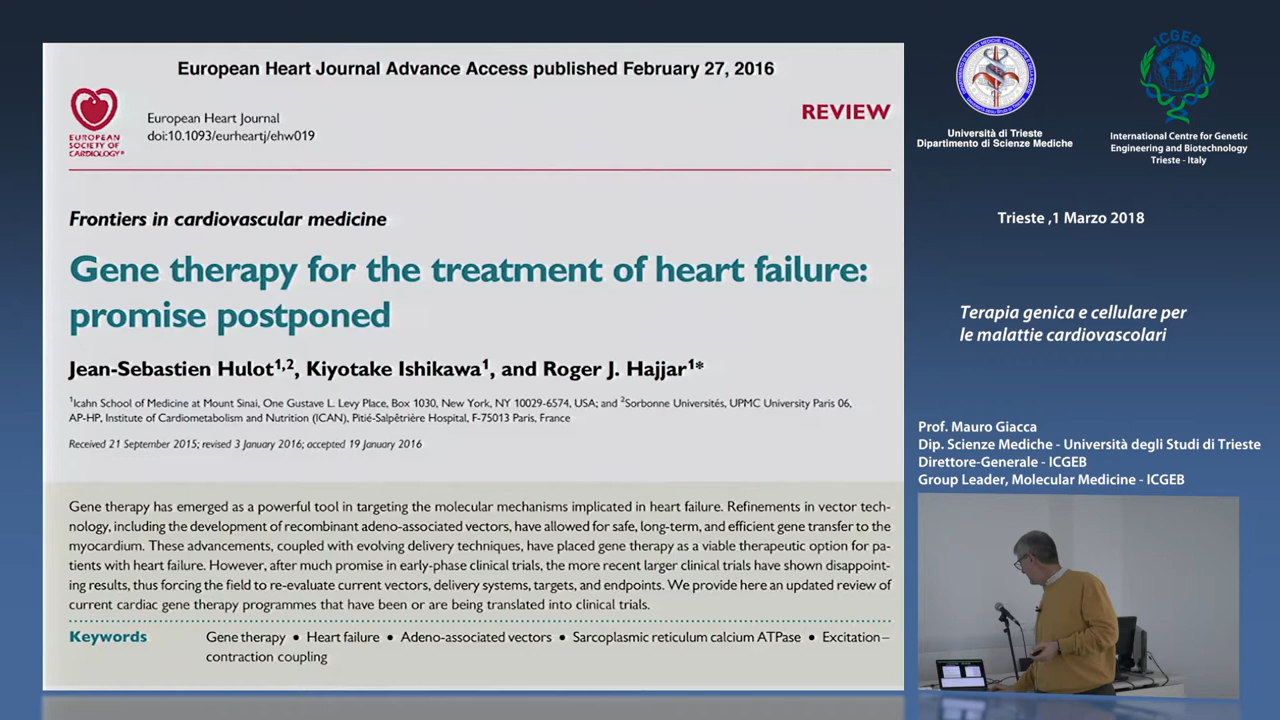 European Heart Journal Advance Access published February 27, 2016
EUROPEAN
SOCIETY OF
CARDIOLOGY®
European Heart Journal
doi:10.1093/eurheartj/ehw019
REVIEW
Frontiers in cardiovascular medicine
Gene therapy for the treatment of heart failure:
promise postponed
Jean-Sebastien Hulot1,2, Kiyotake Ishikawa1, and Roger J. Hajjar1*
1Icahn School of Medicine at Mount Sinai, One Gustave L. Levy Place, Box 1030, New York, NY 10029-6574, USA; and 2Sorbonne Universités, UPMC University Paris 06,
AP-HP, Institute of Cardiometabolism and Nutrition (ICAN), Pitié-Salpêtrière Hospital, F-75013 Paris, France
Received 21 September 2015; revised 3 January 2016; accepted 19 January 2016
Gene therapy has emerged as a powerful tool in targeting the molecular mechanisms implicated in heart failure. Refinements in vector tech-
nology, including the development of recombinant adeno-associated vectors, have allowed for safe, long-term, and efficient gene transfer to the
myocardium. These advancements, coupled with evolving delivery techniques, have placed gene therapy as a viable therapeutic option for pa-
tients with heart failure. However, after much promise in early-phase clinical trials, the more recent larger clinical trials have shown disappoint-
ing results, thus forcing the field to re-evaluate current vectors, delivery systems, targets, and endpoints. We provide here an updated review of
current cardiac gene therapy programmes that have been or are being translated into clinical trials.
Keywords
Gene therapy • Heart failure • Adeno-associated vectors • Sarcoplasmic reticulum calcium ATPase • Excitation–
contraction coupling
Università di Trieste
Dipartimento di Scienze Mediche
ICGEB
International Centre for Genetic
Engineering and Biotechnology
Trieste - Italy
Trieste ,1 Marzo 2018
Terapia genica e cellulare per
le malattie cardiovascolari
Prof. Mauro Giacca
Dip. Scienze Mediche - Università degli Studi di Trieste
Direttore-Generale - ICGEB
Group Leader, Molecular Medicine - ICGEB